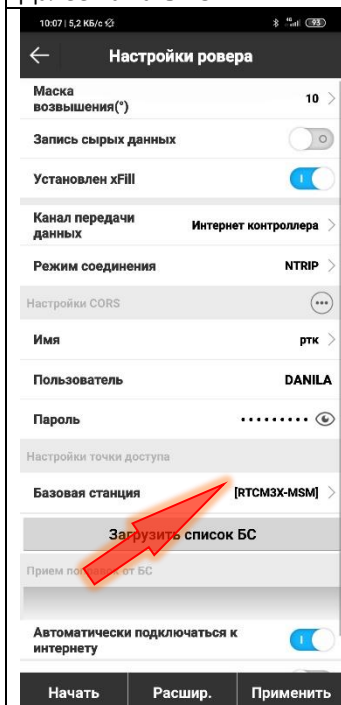 10:07 | 5,2 КБ/с
4G
93
Настройки ровера
Маска
возвышения(°)
10
Запись сырых данных
Установлен xFill
Канал передачи
данных
Интернет контроллера
Режим соединения
NTRIP
Настройки CORS
Имя
ртк
Пользователь
DANILA
Пароль
•••••••••
Настройки точки доступа
Базовая станция
[RTCM3X-MSM]
Загрузить список БС
Прием от БС
Автоматически подключаться к
интернету
Начать
Расшир.
Применить